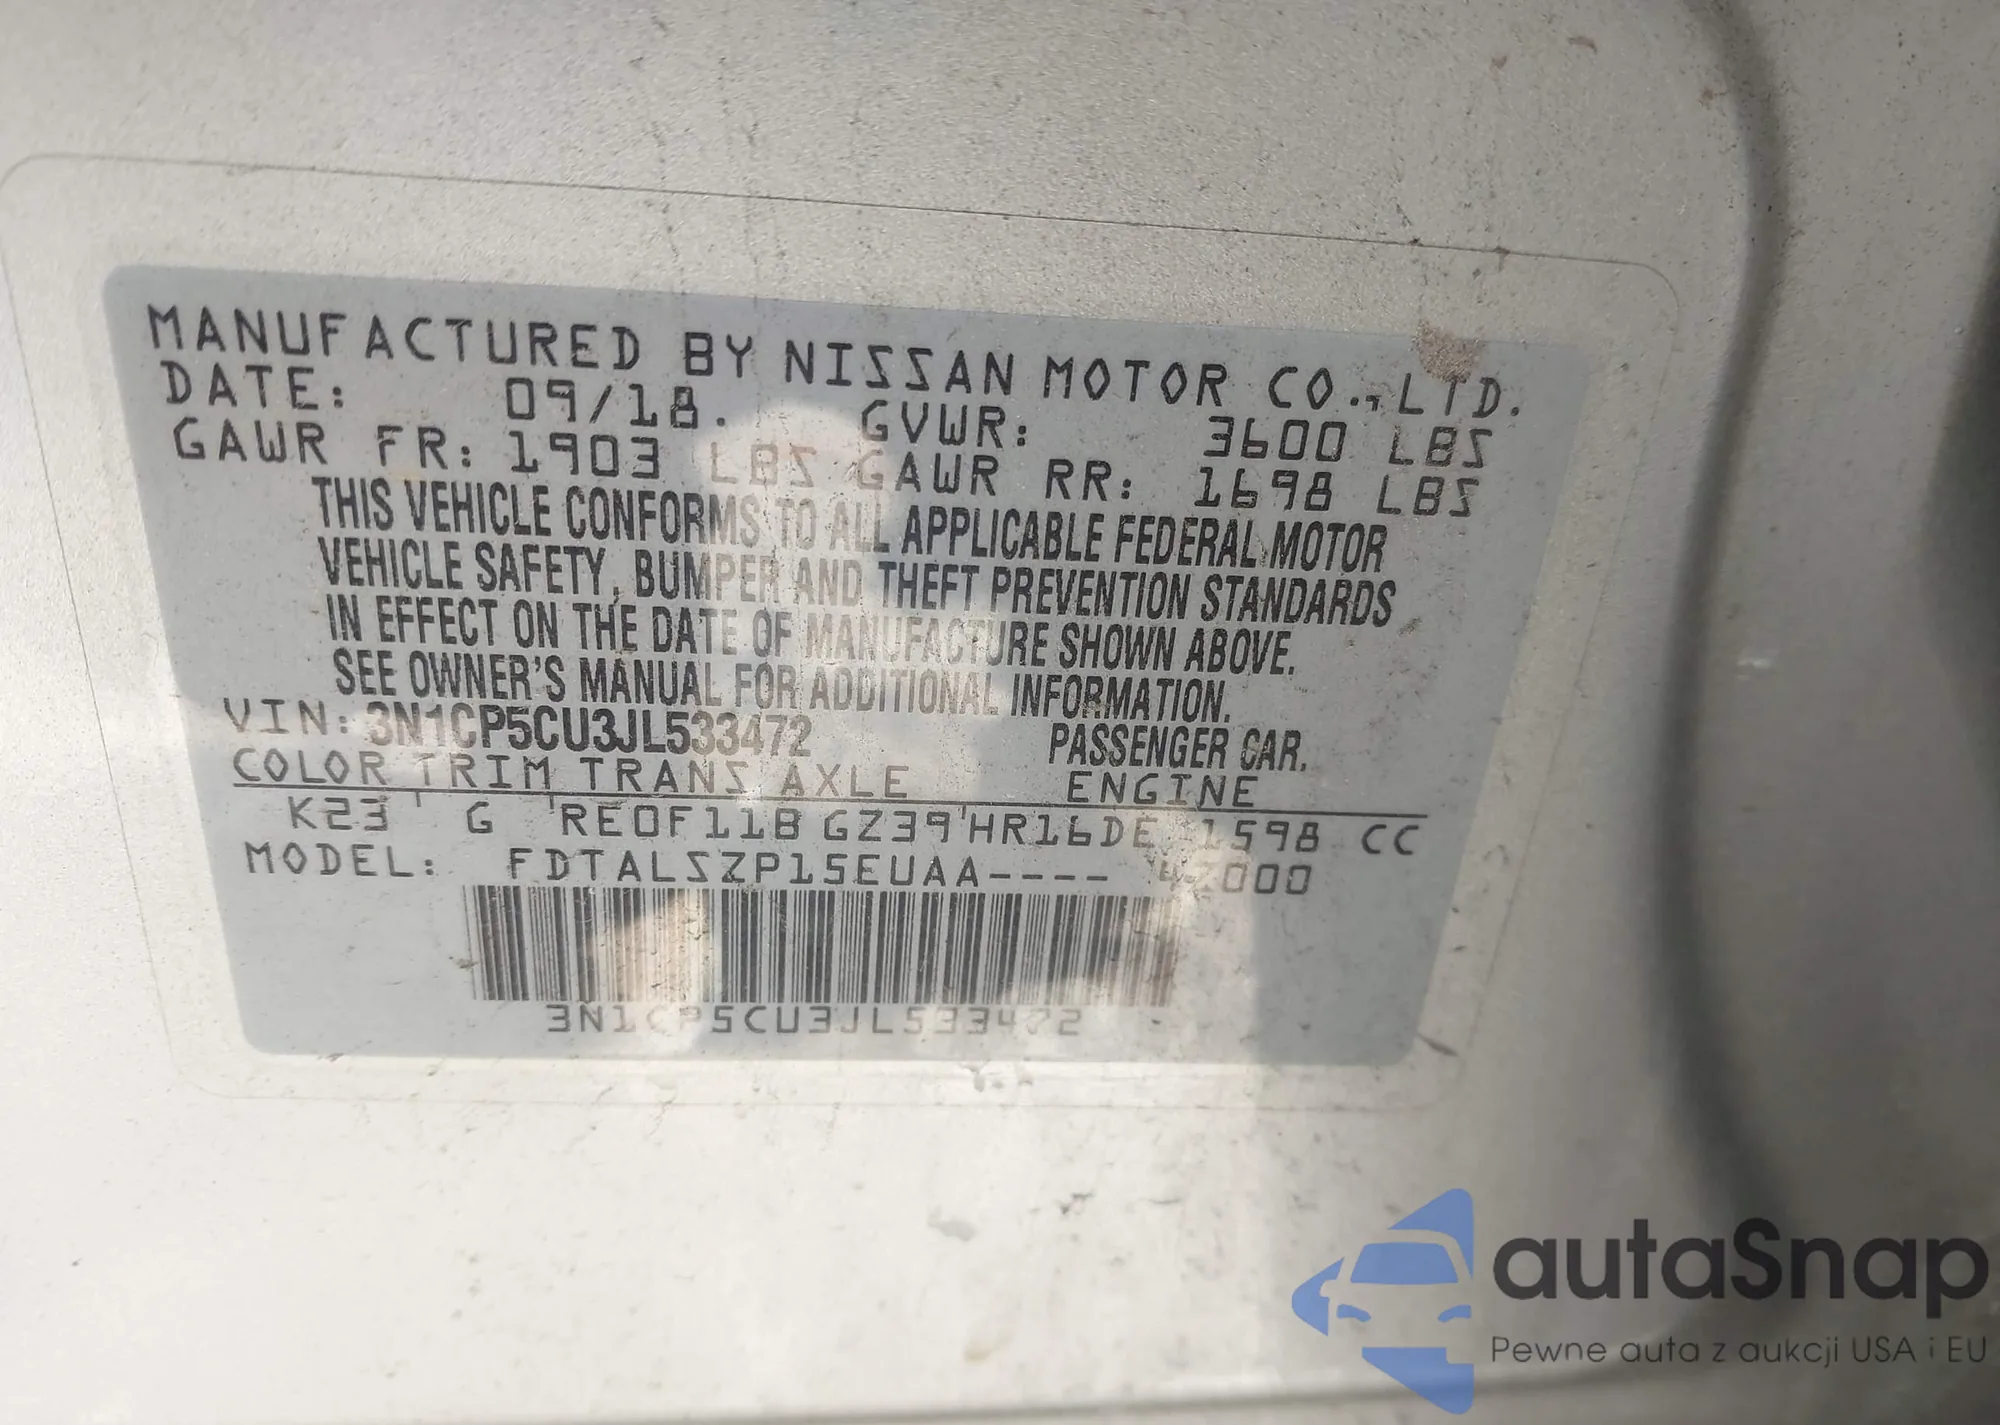 MANUFACTURED BY NISSAN MOTOR CO., LTD.
DATE: 09/18. GVWR: 3600 LBS
GAWR FR: 1903 LBS GAWR RR: 1698 LBS
THIS VEHICLE CONFORMS TO ALL APPLICABLE FEDERAL MOTOR
VEHICLE SAFETY, BUMPER AND THEFT PREVENTION STANDARDS
IN EFFECT ON THE DATE OF MANUFACTURE SHOWN ABOVE.
SEE OWNER'S MANUAL FOR ADDITIONAL INFORMATION.
VIN: 3N1CP5CU3JL533472 PASSENGER CAR.
COLOR TRIM TRANS AXLE ENGINE
K23 G RE0F11B GZ39 HR16DE 1598 CC
MODEL: FDTALSZP15EUAA----
3N1CP5CU3JL533472
autaSnap
Pewne auta z aukcji USA i EU